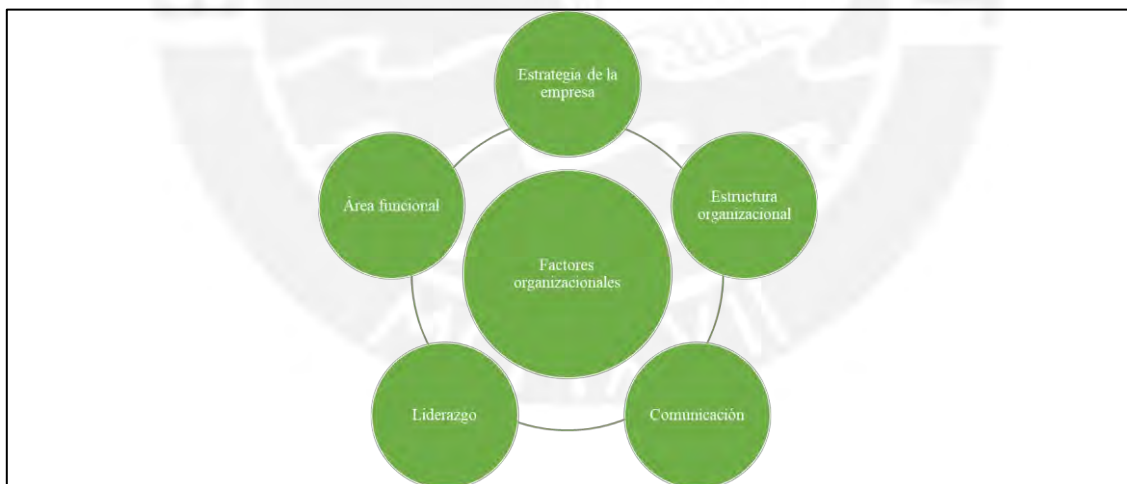 Estrategia de la
empresa
Estructura
organizacional
Área funcional
Factores
organizacionales
Liderazgo
Comunicación